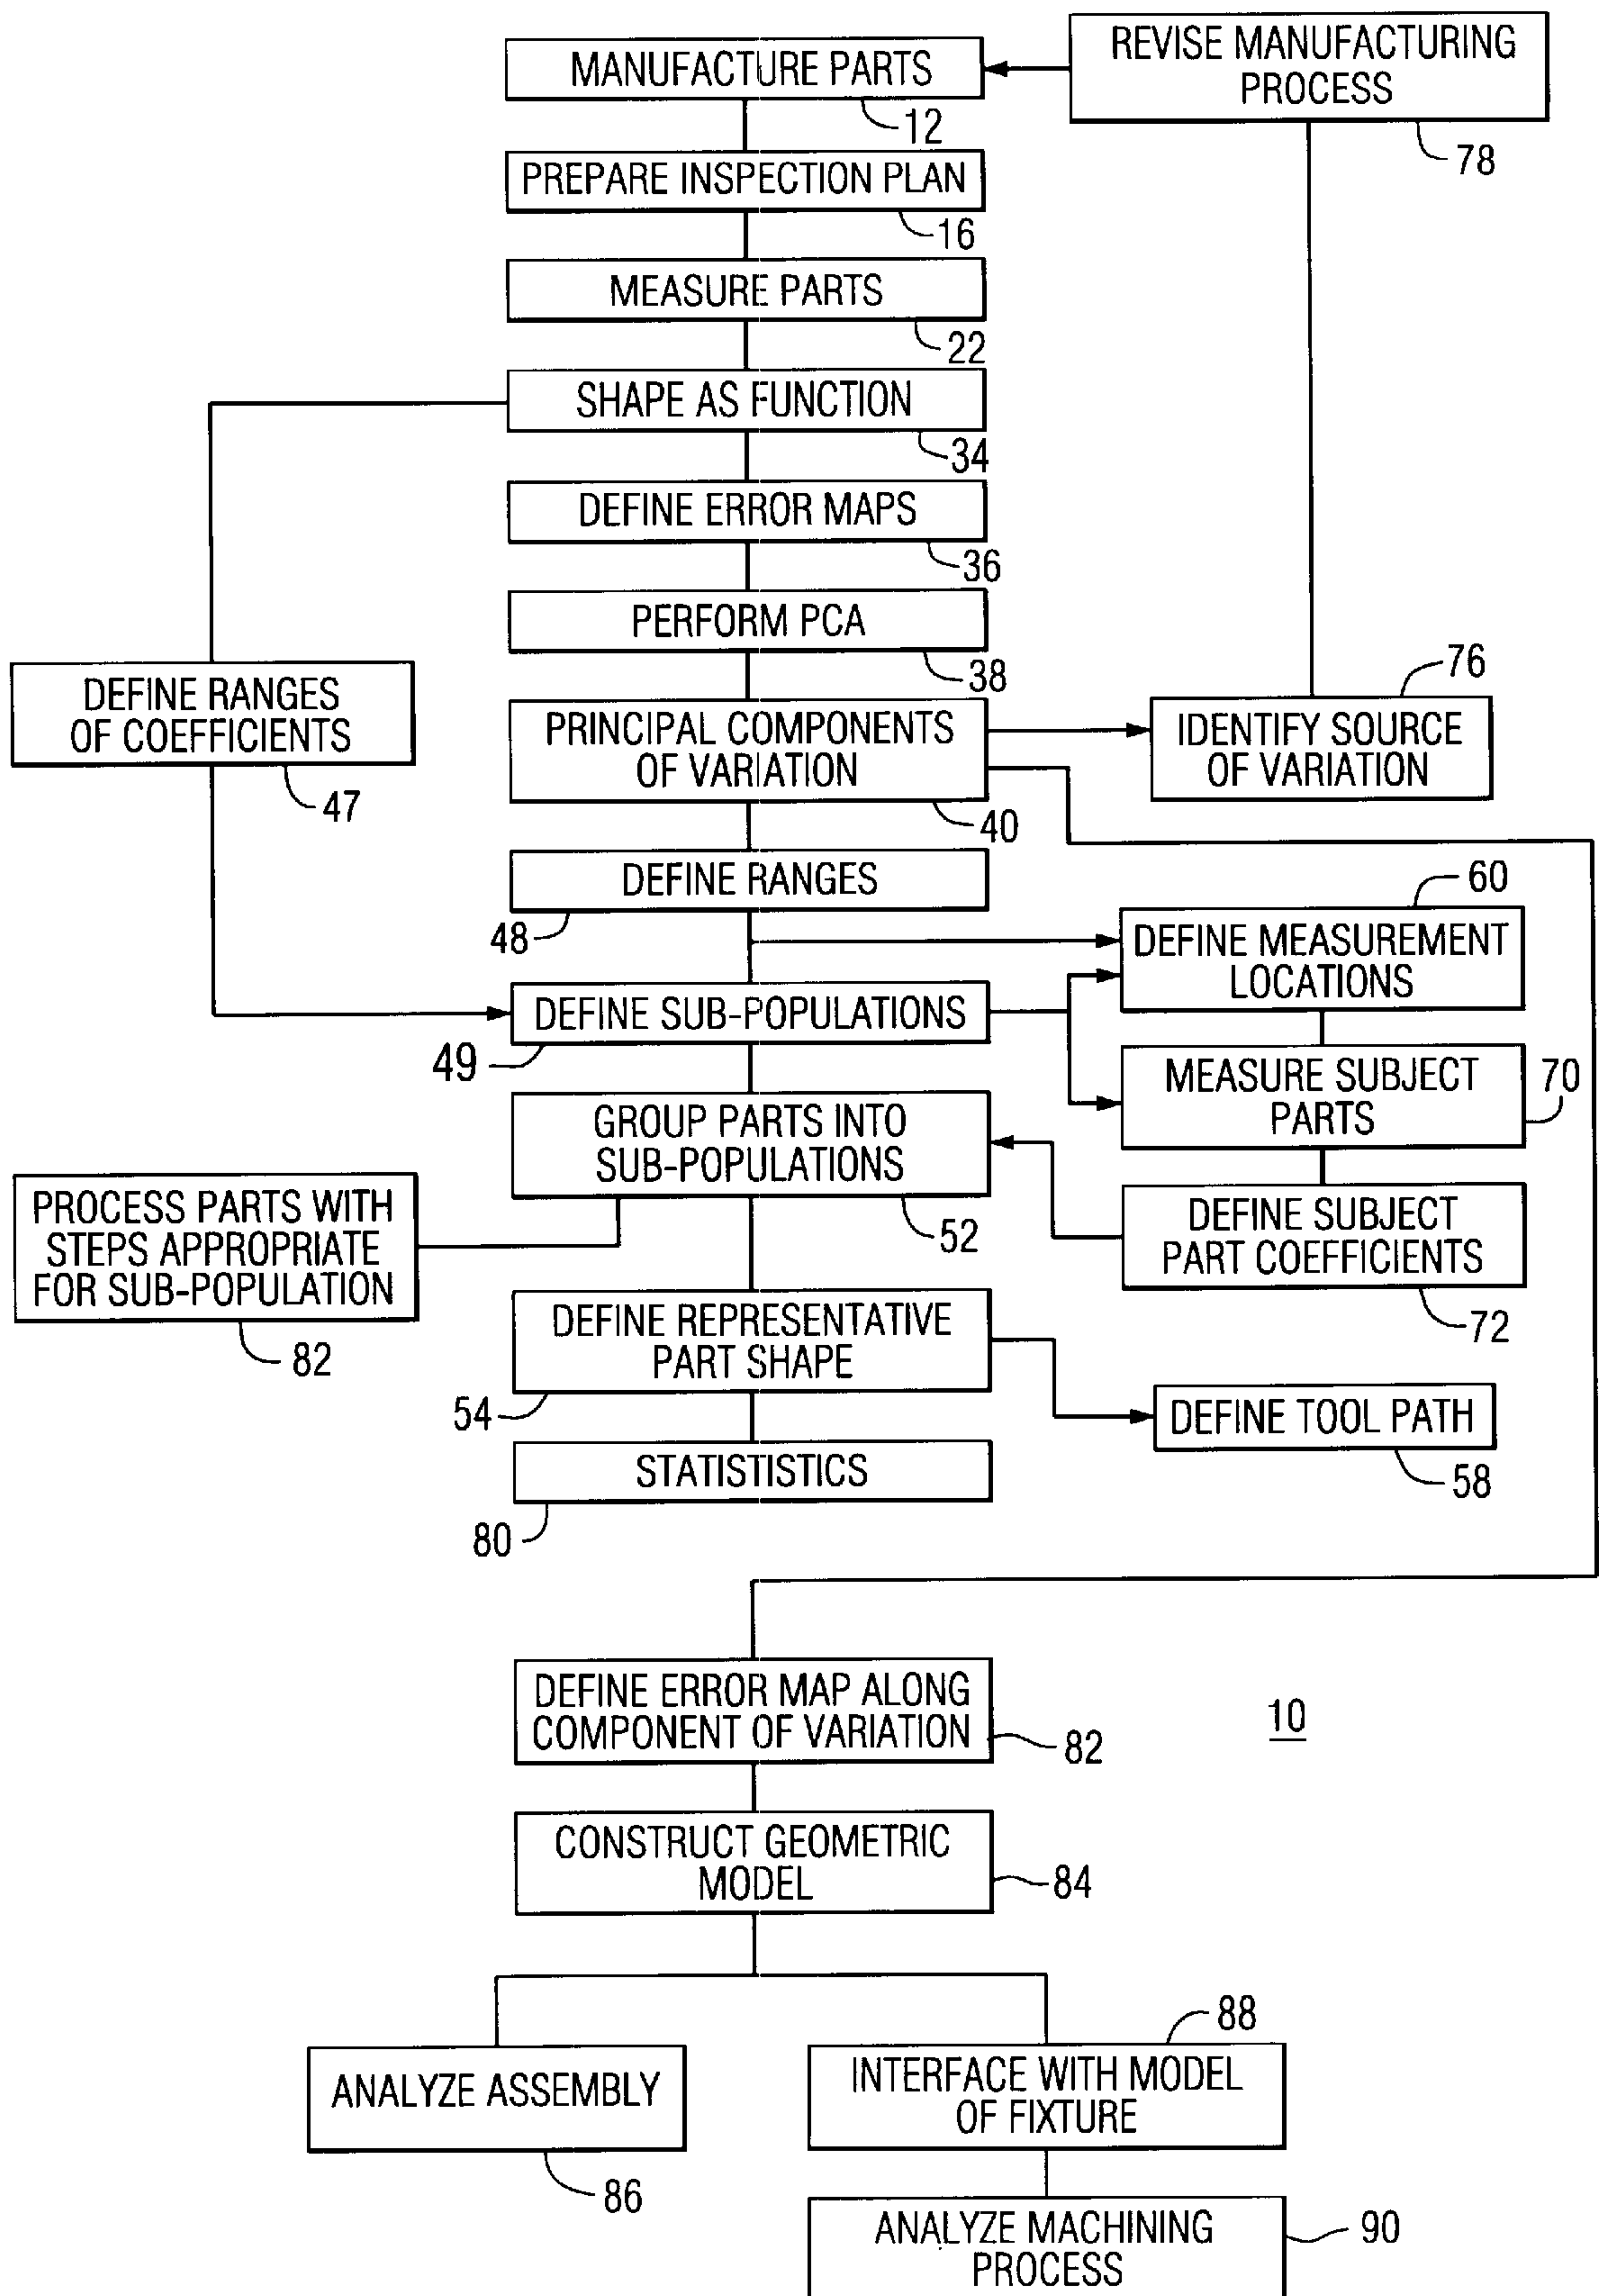 MANUFACTURE PARTS
12
REVISE MANUFACTURING
PROCESS
78
PREPARE INSPECTION PLAN
16
MEASURE PARTS
22
SHAPE AS FUNCTION
34
DEFINE ERROR MAPS
36
PERFORM PCA
38
DEFINE RANGES
OF COEFFICIENTS
47
PRINCIPAL COMPONENTS
OF VARIATION
40
76
IDENTIFY SOURCE
OF VARIATION
DEFINE RANGES
48
60
DEFINE MEASUREMENT
LOCATIONS
DEFINE SUB-POPULATIONS
49
MEASURE SUBJECT
PARTS
70
GROUP PARTS INTO
SUB-POPULATIONS
52
PROCESS PARTS WITH
STEPS APPROPRIATE
FOR SUB-POPULATION
82
DEFINE SUBJECT
PART COEFFICIENTS
72
DEFINE REPRESENTATIVE
PART SHAPE
54
DEFINE TOOL PATH
58
STATISTISTICS
80
DEFINE ERROR MAP ALONG
COMPONENT OF VARIATION
82
10
CONSTRUCT GEOMETRIC
MODEL
84
ANALYZE ASSEMBLY
86
88
INTERFACE WITH MODEL
OF FIXTURE
ANALYZE MACHINING
PROCESS
90